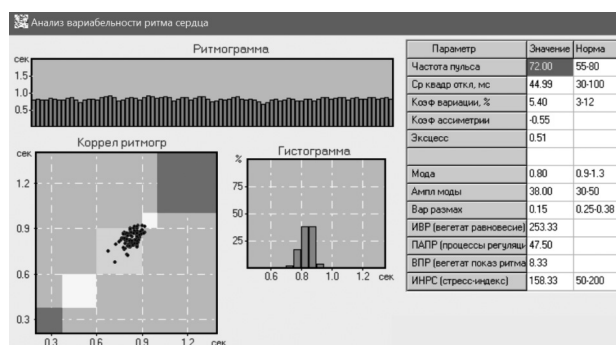 Анализ вариабельности ритма сердца
Ритмограмма
сек
1.5
1.0
0.5
Коррел ритмогр
сек
1.2
0.9
0.6
0.3
0.3 0.6 0.9 1.2 сек
Гистограмма
%
75
50
25
0.4 0.8 1.2 1.6 сек
Параметр Значение Норма
Частота пульса 72.00 55-80
Ср квадр откл, мс 44.99 30-100
Коэф вариации, % 5.40 3-12
Коэф ассиметрии -0.55
Эксцесс 0.51
Мода 0.80 0.9-1.3
Ампл моды 38.00 30-50
Вар размах 0.15 0.25-0.38
ИВР (вегетат равновесие) 253.33
ПАПР (процессы регуляци 47.50
ВПР (вегетат показ ритма 8.33
ИНРС (стресс-индекс) 158.33 50-200